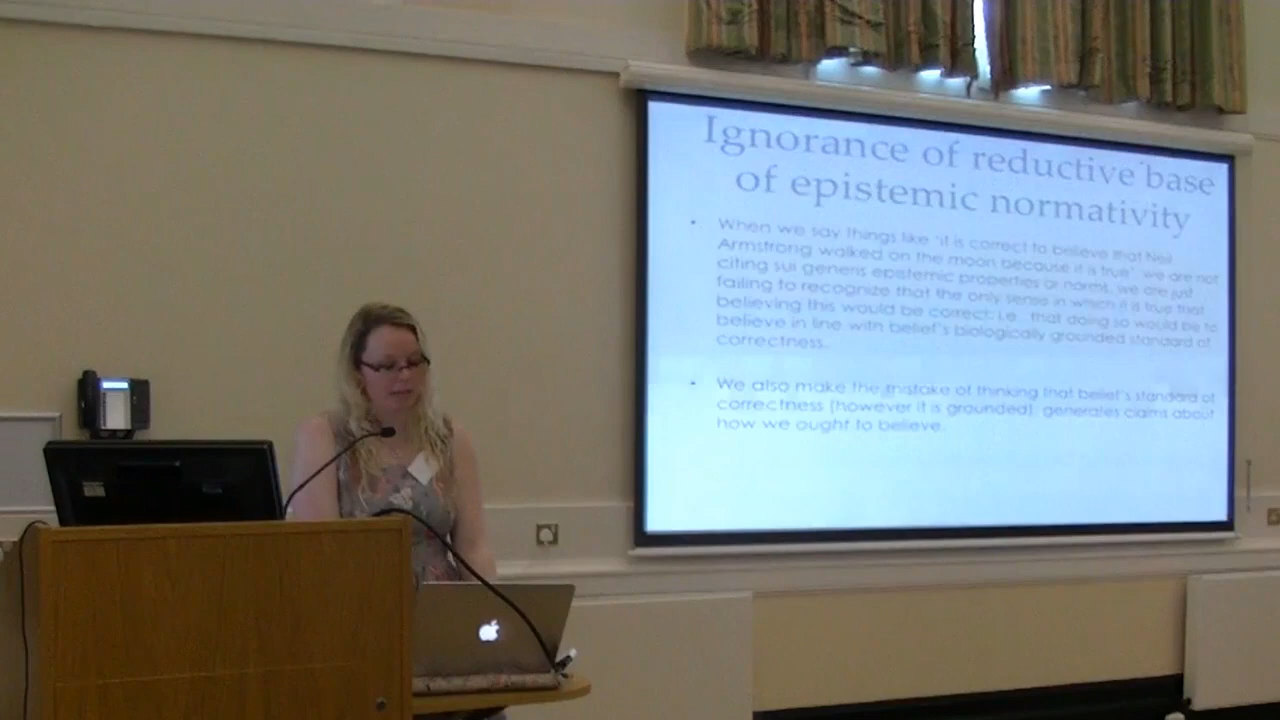 Ignorance of reductive base
of epistemic normativity
• When we say things like 'it is correct to believe that Neil
Armstrong walked on the moon because it is true', we are not
citing sui generis epistemic properties or norms, we are just
failing to recognize that the only sense in which it is true that
believing this would be correct: i.e. that doing so would be to
believe in line with belief's biologically grounded standard of
correctness.
• We also make the mistake of thinking that belief's standard of
correctness (however it is grounded), generates claims about
how we ought to believe.